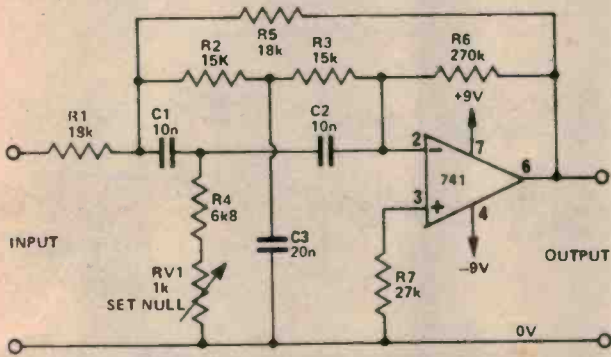 R5
18k
R2
15K
R3
15k
R6
270k
+9V
R1
18k
C1
10n
C2
10n
2
−
7
6
741
3
+
4
R4
6k8
C3
20n
−9V
INPUT
OUTPUT
RV1
1k
SET NULL
R7
27k
0V